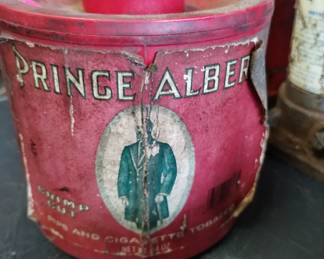 PRINCE ALBER
CRIMP
CUT
PIPE AND CIGARETTE TOBACCO